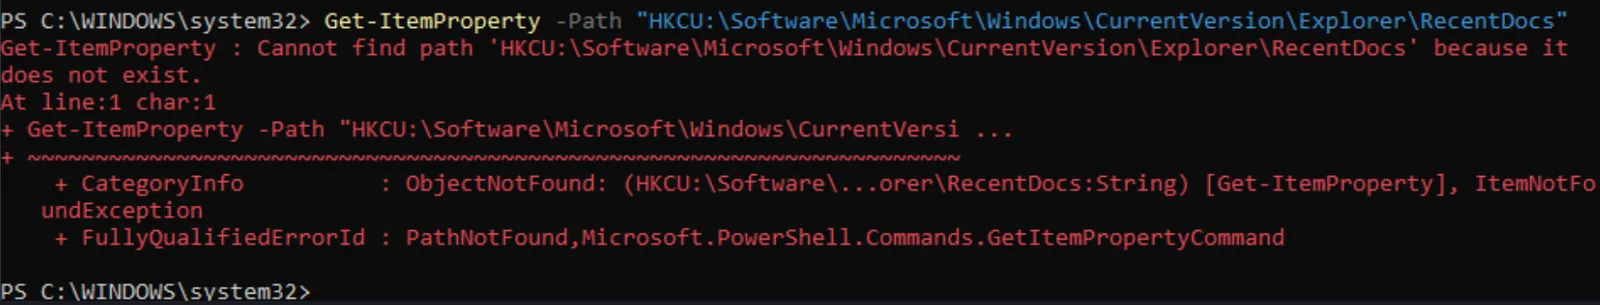 PS C:\WINDOWS\system32> Get-ItemProperty -Path "HKCU:\Software\Microsoft\Windows\CurrentVersion\Explorer\RecentDocs"
Get-ItemProperty : Cannot find path 'HKCU:\Software\Microsoft\Windows\CurrentVersion\Explorer\RecentDocs' because it
does not exist.
At line:1 char:1
+ Get-ItemProperty -Path "HKCU:\Software\Microsoft\Windows\CurrentVersi ...
+ ~~~~~~~~~~~~~~~~~~~~~~~~~~~~~~~~~~~~~~~~~~~~~~~~~~~~~~~~~~~~~~~~~~~~~
    + CategoryInfo          : ObjectNotFound: (HKCU:\Software\...orer\RecentDocs:String) [Get-ItemProperty], ItemNotFo
   undException
    + FullyQualifiedErrorId : PathNotFound,Microsoft.PowerShell.Commands.GetItemPropertyCommand
PS C:\WINDOWS\system32>